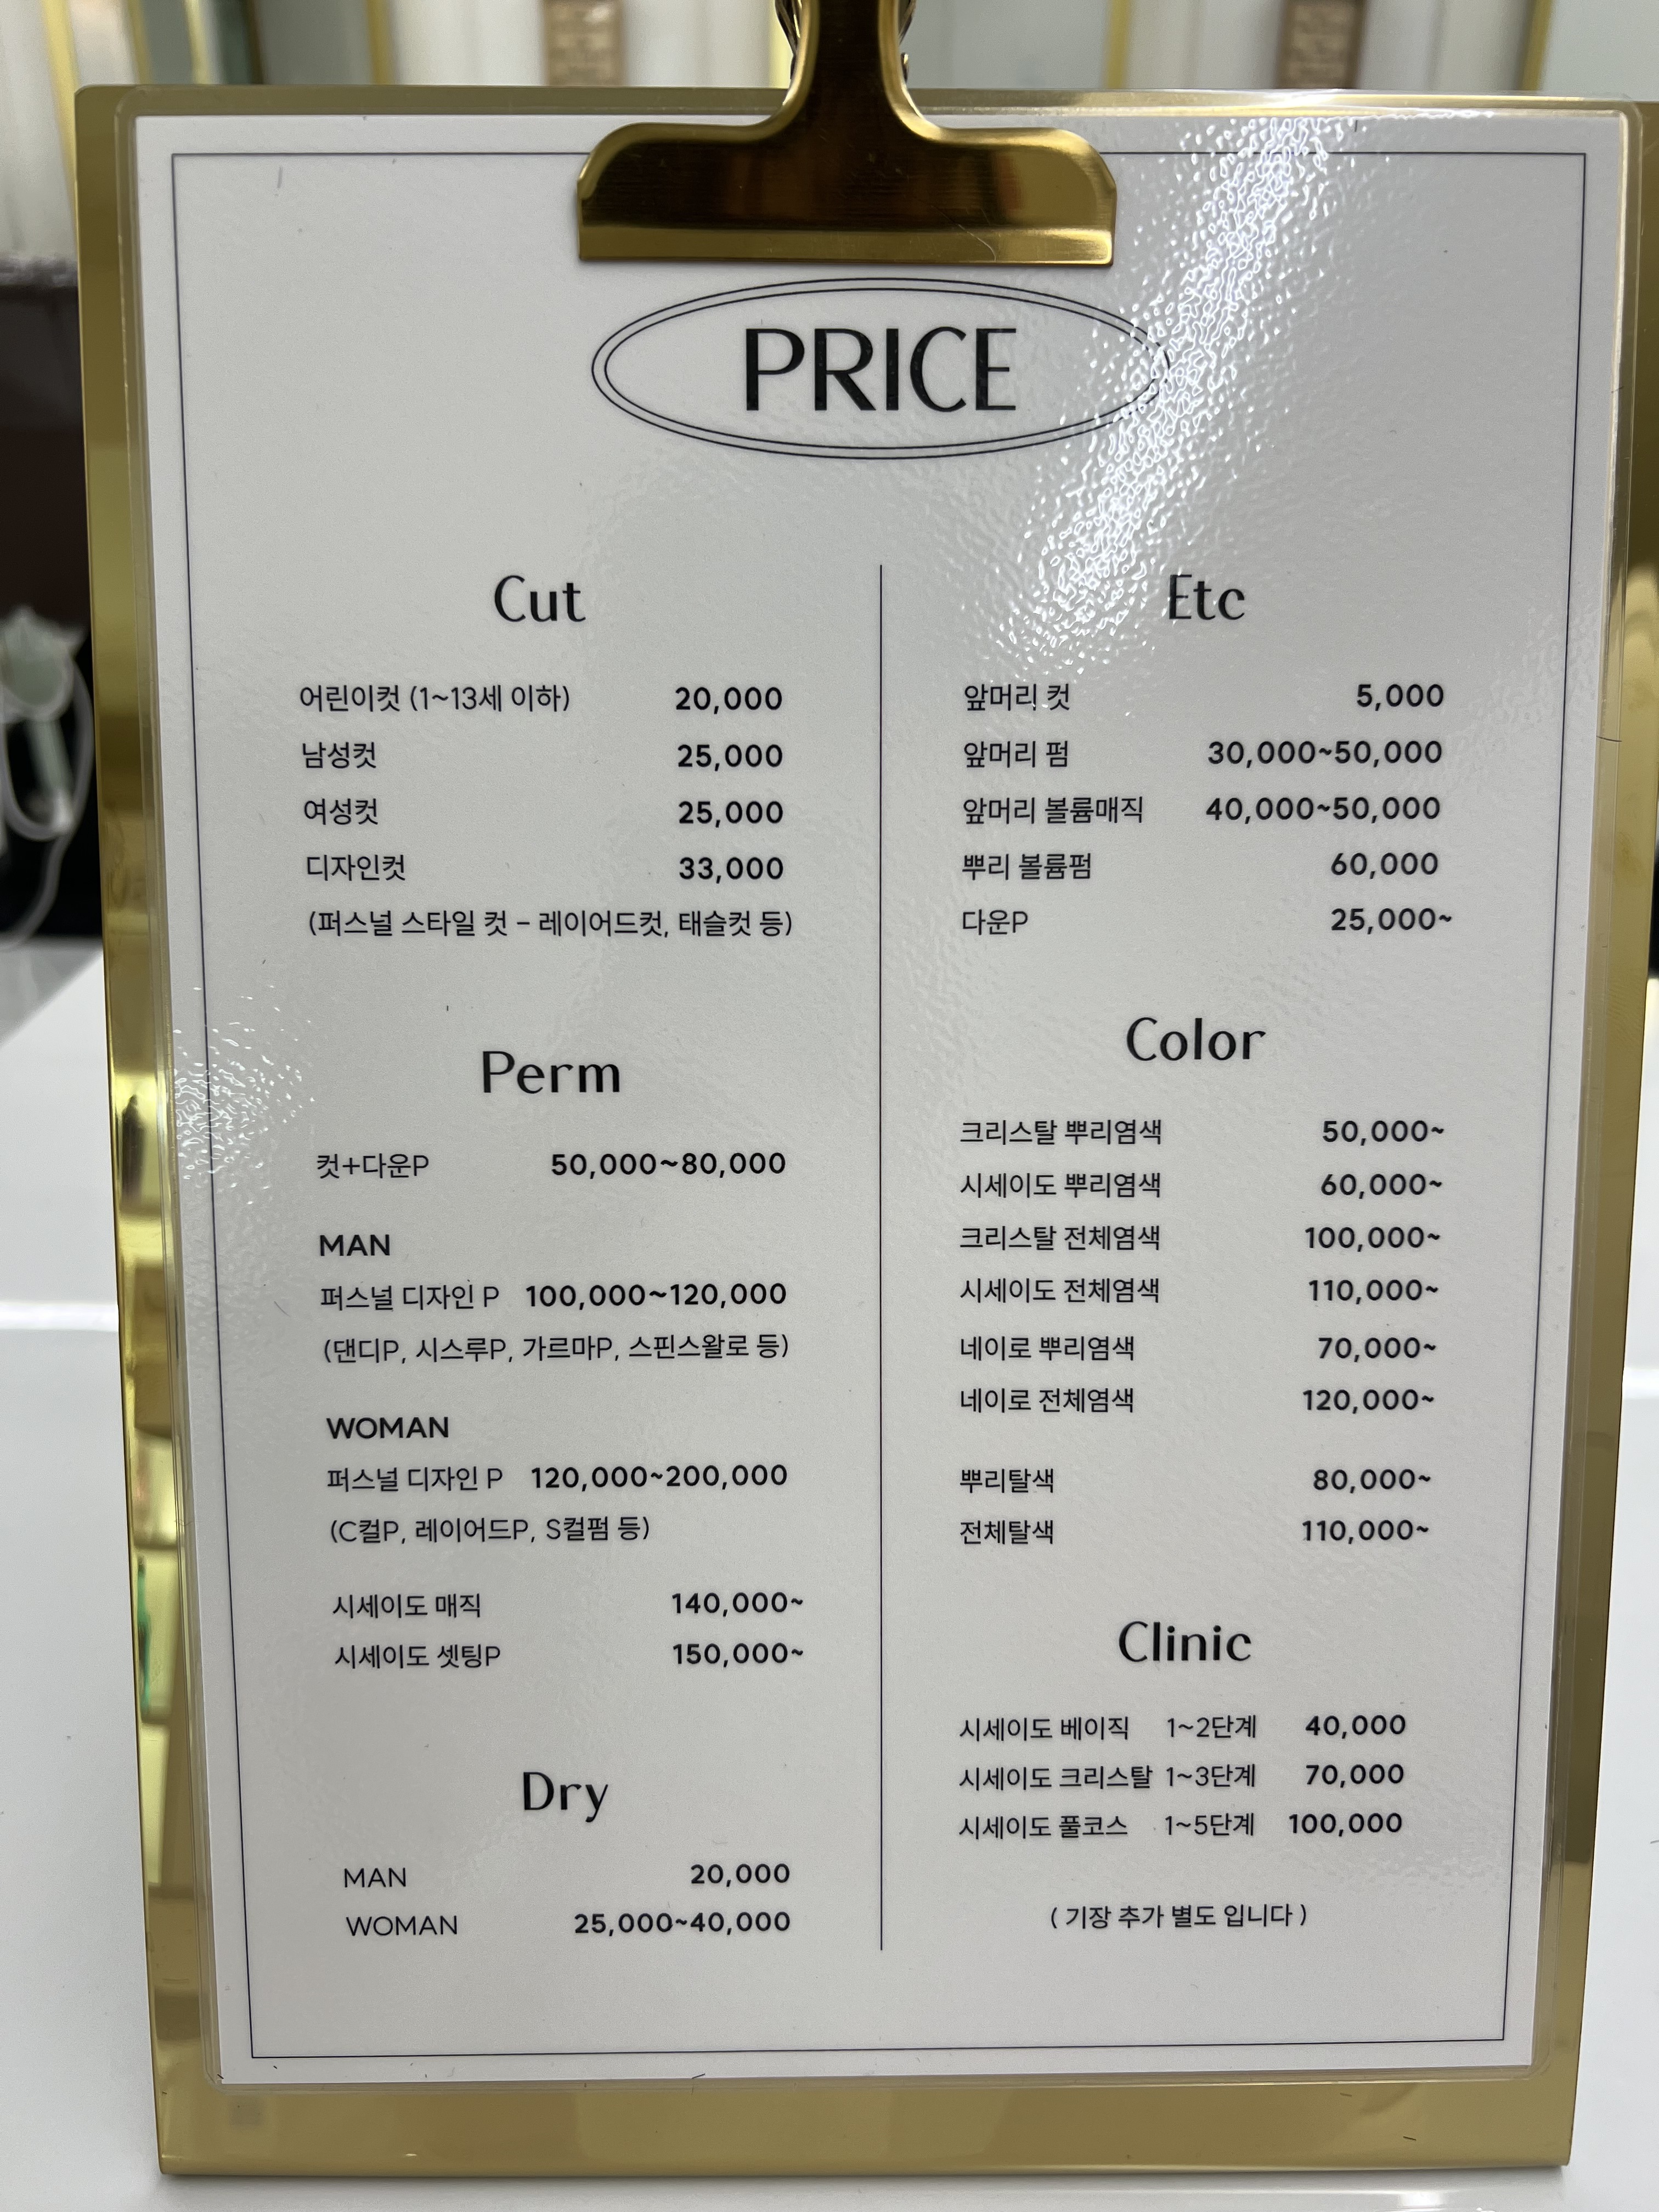 PRICE
Cut
어린이컷 (1~13세 이하) 20,000
남성컷 25,000
여성컷 25,000
디자인컷 33,000
(퍼스널 스타일 컷 - 레이어드컷, 태슬컷 등)
Perm
컷+다운P 50,000~80,000
MAN
퍼스널 디자인 P 100,000~120,000
(댄디P, 시스루P, 가르마P, 스핀스왈로 등)
WOMAN
퍼스널 디자인 P 120,000~200,000
(C컬P, 레이어드P, S컬펌 등)
시세이도 매직 140,000~
시세이도 셋팅P 150,000~
Dry
MAN 20,000
WOMAN 25,000~40,000
Etc
앞머리 컷 5,000
앞머리 펌 30,000~50,000
앞머리 볼륨매직 40,000~50,000
뿌리 볼륨펌 60,000
다운P 25,000~
Color
크리스탈 뿌리염색 50,000~
시세이도 뿌리염색 60,000~
크리스탈 전체염색 100,000~
시세이도 전체염색 110,000~
네이로 뿌리염색 70,000~
네이로 전체염색 120,000~
뿌리탈색 80,000~
전체탈색 110,000~
Clinic
시세이도 베이직 1~2단계 40,000
시세이도 크리스탈 1~3단계 70,000
시세이도 풀코스 1~5단계 100,000
( 기장 추가 별도 입니다 )